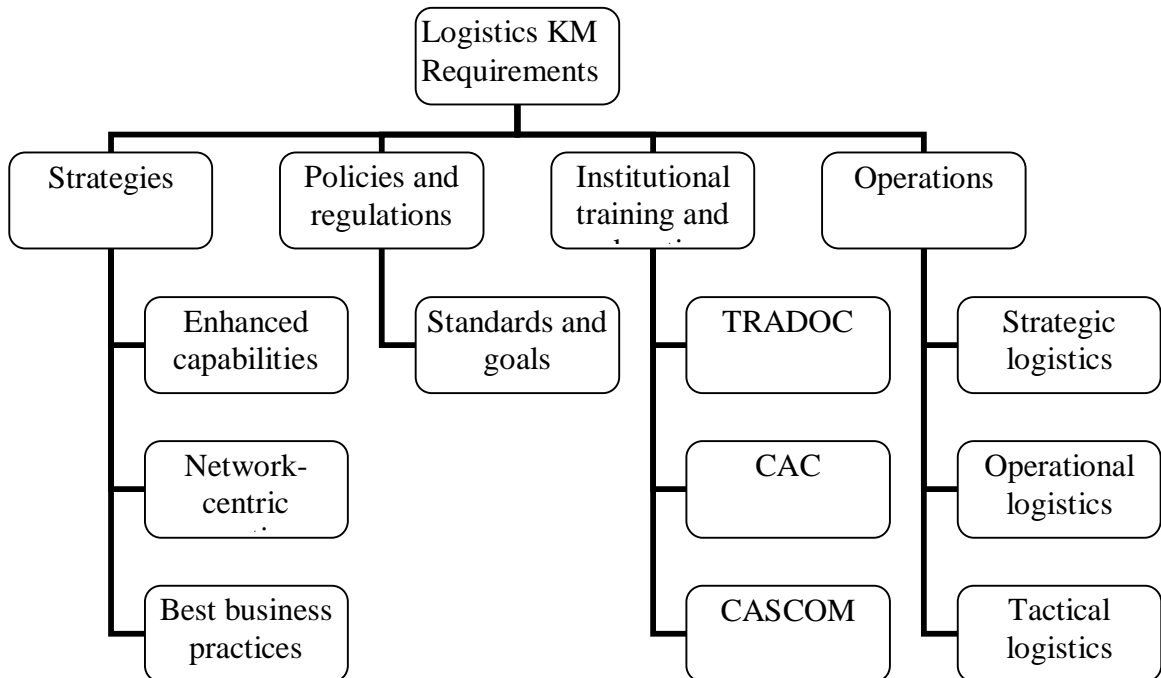 Logistics KM
Requirements
Strategies
Policies and
regulations
Institutional
training and
Operations
Enhanced
capabilities
Standards and
goals
TRADOC
Strategic
logistics
Network-
centric
CAC
Operational
logistics
Best business
practices
CASCOM
Tactical
logistics